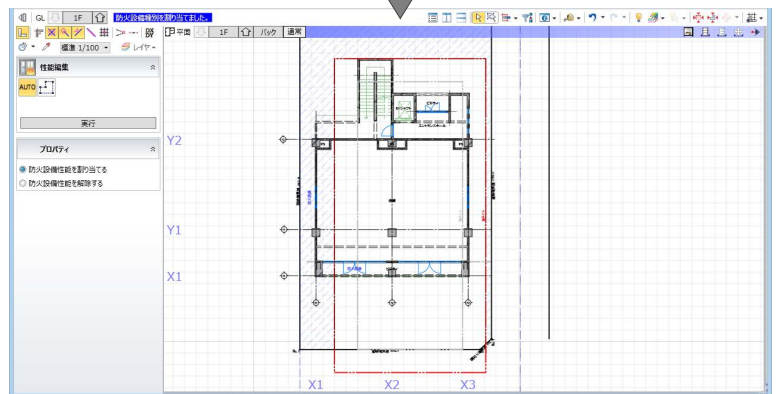 GL 1F 防火設備種別を割り当てました。
平面 1F バック 通常
標準 1/100 レイヤ
性能編集
AUTO
実行
プロパティ
防火設備性能を割り当てる
防火設備性能を解除する
Y2
Y1
X1
X1 X2 X3